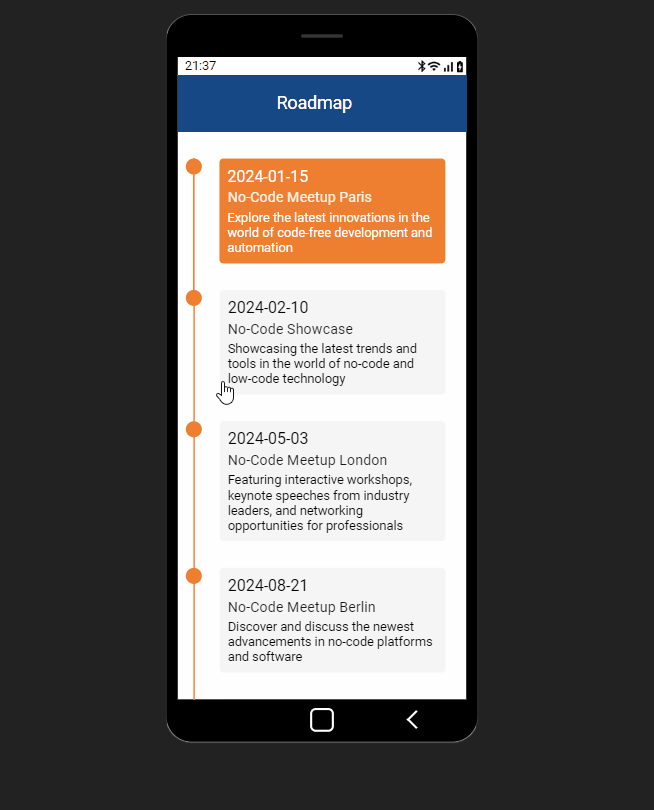 21:37
Roadmap
2024-01-15
No-Code Meetup Paris
Explore the latest innovations in the
world of code-free development and
automation
2024-02-10
No-Code Showcase
Showcasing the latest trends and
tools in the world of no-code and
low-code technology
2024-05-03
No-Code Meetup London
Featuring interactive workshops,
keynote speeches from industry
leaders, and networking
opportunities for professionals
2024-08-21
No-Code Meetup Berlin
Discover and discuss the newest
advancements in no-code platforms
and software